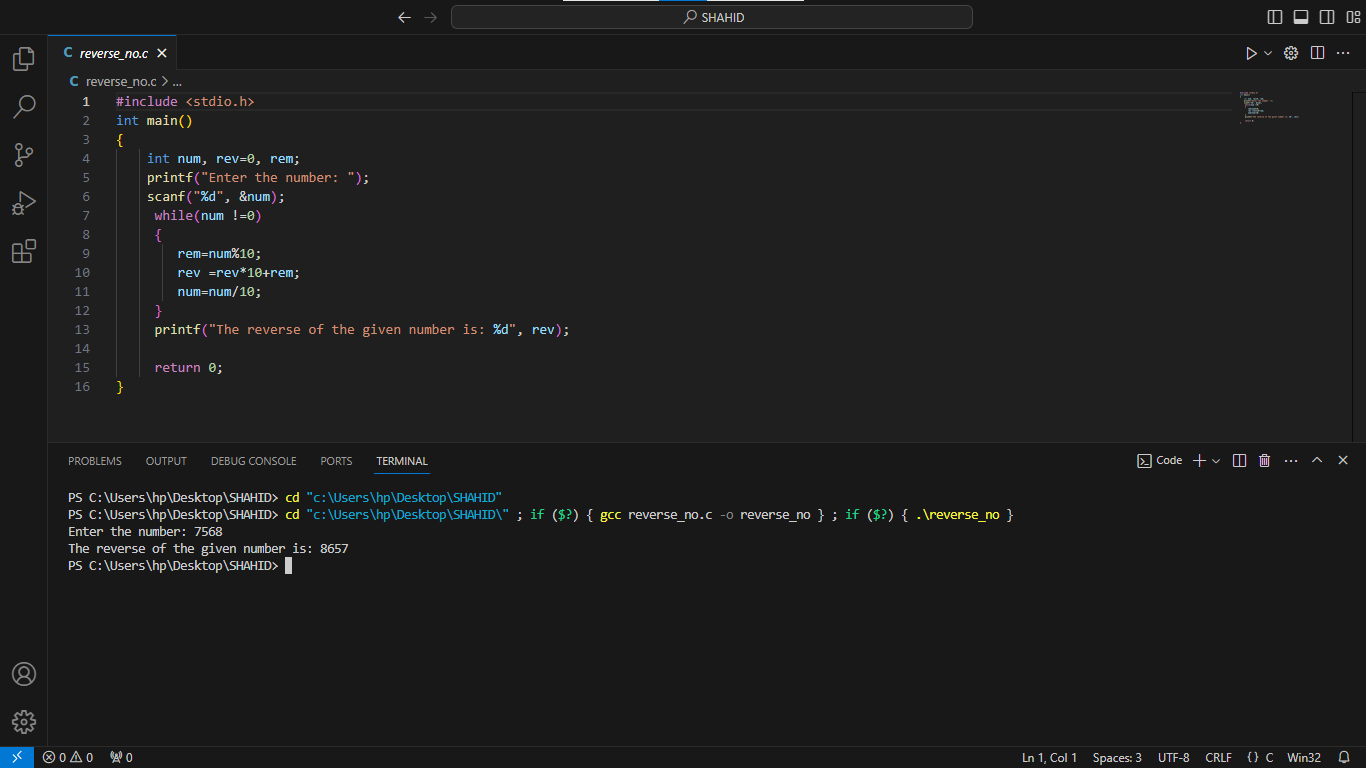 SHAHID
C reverse_no.c
C reverse_no.c > ...
1 #include <stdio.h>
2 int main()
3 {
4 int num, rev=0, rem;
5 printf("Enter the number: ");
6 scanf("%d", &num);
7 while(num !=0)
8 {
9 rem=num%10;
10 rev =rev*10+rem;
11 num=num/10;
12 }
13 printf("The reverse of the given number is: %d", rev);
14
15 return 0;
16 }
PROBLEMS OUTPUT DEBUG CONSOLE PORTS TERMINAL Code
PS C:\Users\hp\Desktop\SHAHID> cd "c:\Users\hp\Desktop\SHAHID"
PS C:\Users\hp\Desktop\SHAHID> cd "c:\Users\hp\Desktop\SHAHID\" ; if ($?) { gcc reverse_no.c -o reverse_no } ; if ($?) { .\reverse_no }
Enter the number: 7568
The reverse of the given number is: 8657
PS C:\Users\hp\Desktop\SHAHID>
0 0 0 Ln 1, Col 1 Spaces: 3 UTF-8 CRLF {} C Win32